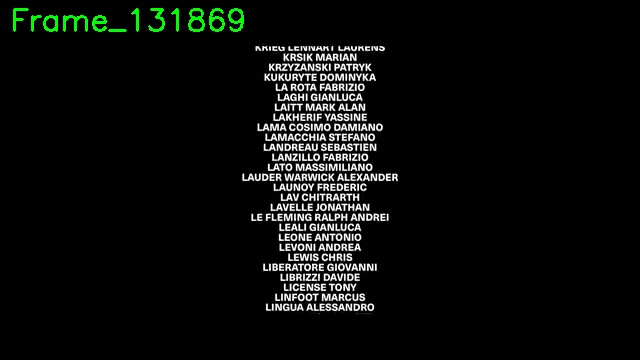 Frame_131869
KRIEG LENNART LAURENS
KRSIK MARIAN
KRZYZANSKI PATRYK
KUKURYTE DOMINYKA
LA ROTA FABRIZIO
LAGHI GIANLUCA
LAITT MARK ALAN
LAKHERIF YASSINE
LAMA COSIMO DAMIANO
LAMACCHIA STEFANO
LANDREAU SEBASTIEN
LANZILLO FABRIZIO
LATO MASSIMILIANO
LAUDER WARWICK ALEXANDER
LAUNOY FREDERIC
LAV CHITRARTH
LAVELLE JONATHAN
LE FLEMING RALPH ANDREI
LEALI GIANLUCA
LEONE ANTONIO
LEVONI ANDREA
LEWIS CHRIS
LIBERATORE GIOVANNI
LIBRIZZI DAVIDE
LICENSE TONY
LINFOOT MARCUS
LINGUA ALESSANDRO